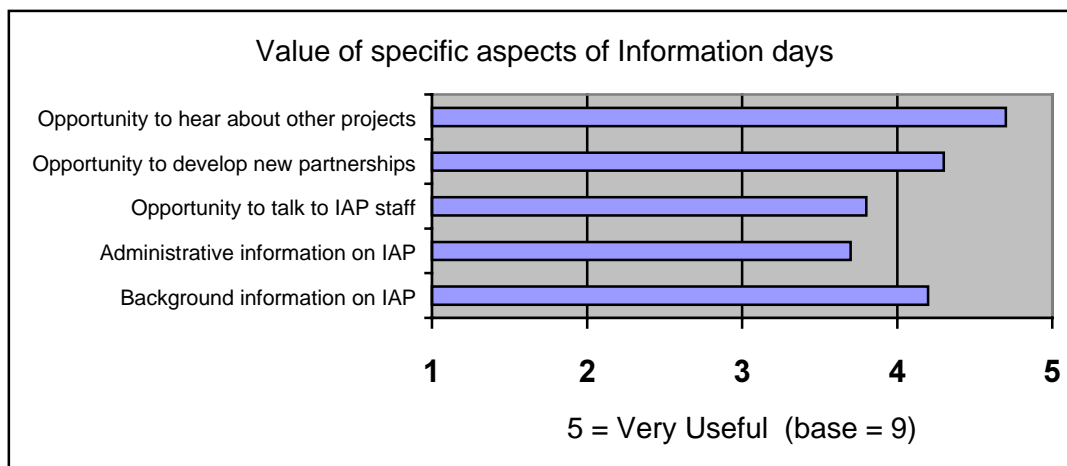 Value of specific aspects of Information days
Opportunity to hear about other projects
Opportunity to develop new partnerships
Opportunity to talk to IAP staff
Administrative information on IAP
Background information on IAP
1 2 3 4 5
5 = Very Useful (base = 9)